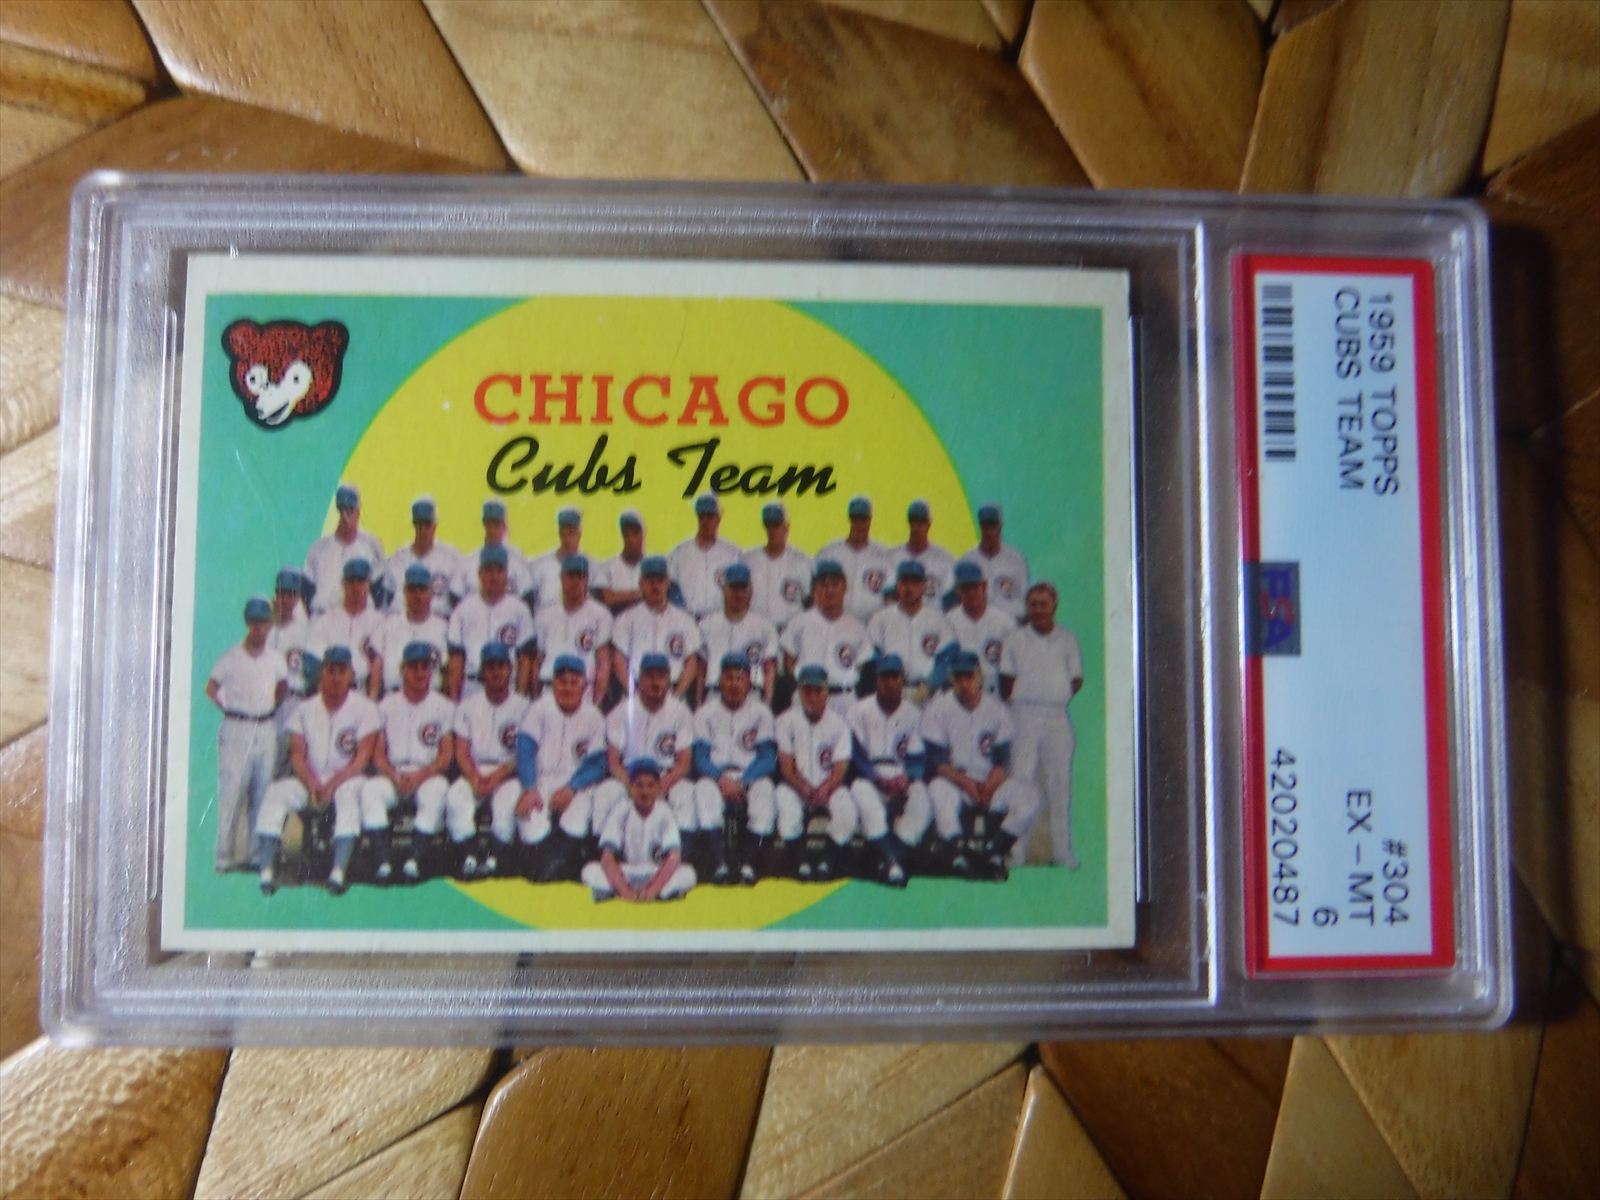 CHICAGO
Cubs Team
1959 TOPPS #304
CUBS TEAM EX - MT
6
PSA 42020487